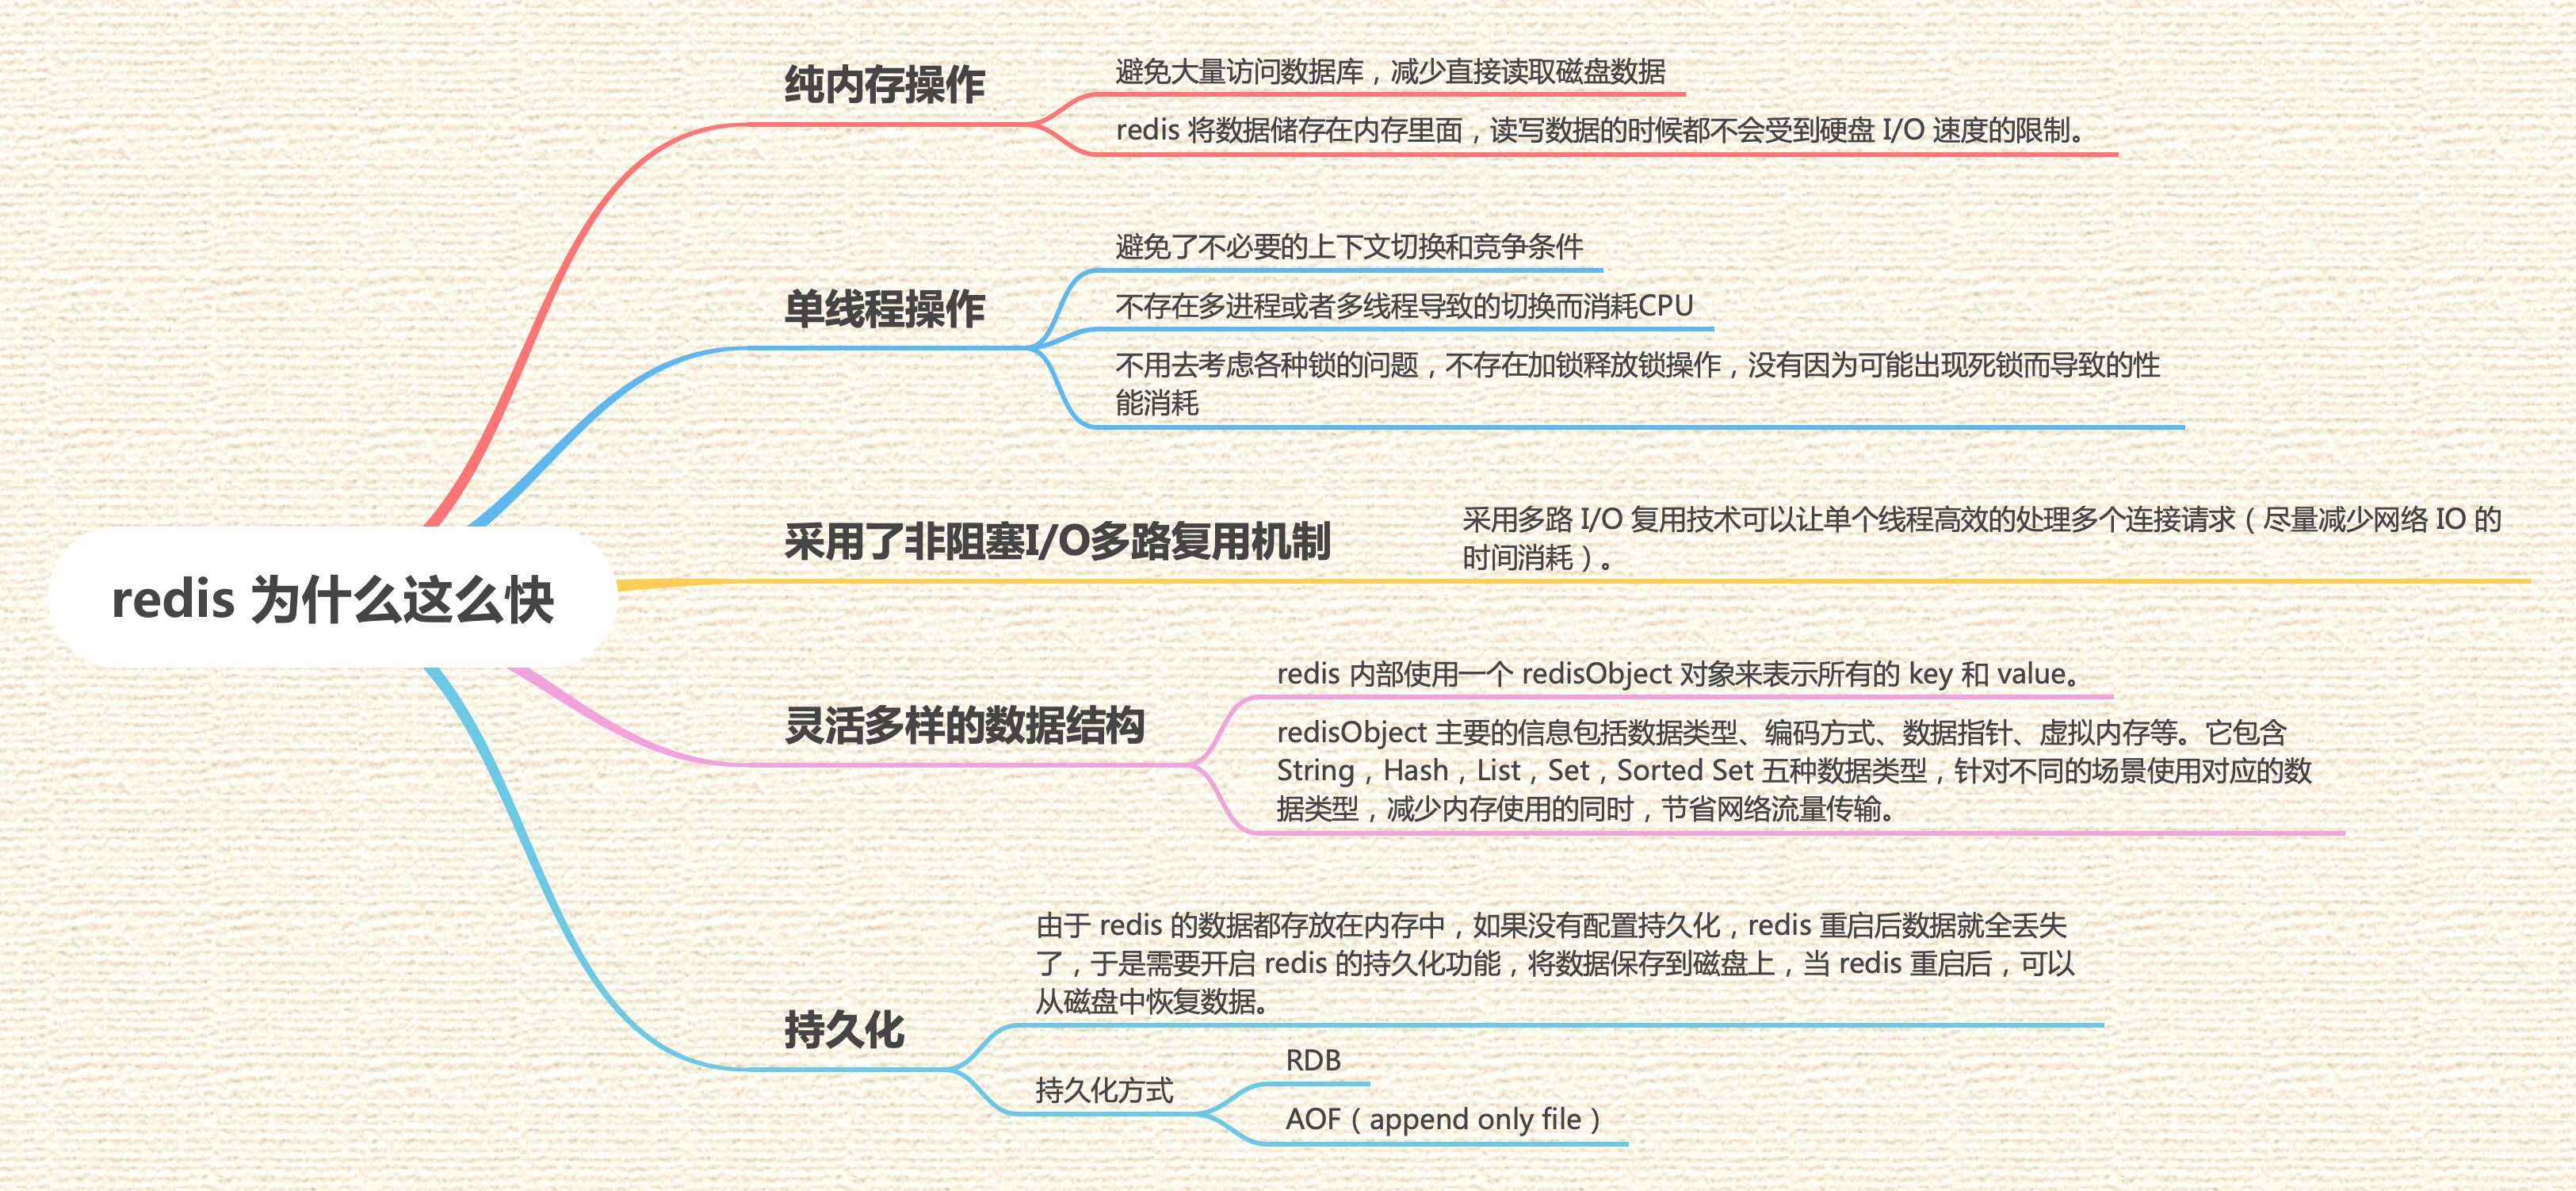 redis 为什么这么快
纯内存操作
避免大量访问数据库，减少直接读取磁盘数据
redis 将数据储存在内存里面，读写数据的时候都不会受到硬盘 I/O 速度的限制。
单线程操作
避免了不必要的上下文切换和竞争条件
不存在多进程或者多线程导致的切换而消耗CPU
不用去考虑各种锁的问题，不存在加锁释放锁操作，没有因为可能出现死锁而导致的性
能消耗
采用了非阻塞I/O多路复用机制
采用多路 I/O 复用技术可以让单个线程高效的处理多个连接请求（尽量减少网络 IO 的
时间消耗）。
灵活多样的数据结构
redis 内部使用一个 redisObject 对象来表示所有的 key 和 value。
redisObject 主要的信息包括数据类型、编码方式、数据指针、虚拟内存等。它包含
String，Hash，List，Set，Sorted Set 五种数据类型，针对不同的场景使用对应的数
据类型，减少内存使用的同时，节省网络流量传输。
持久化
由于 redis 的数据都存放在内存中，如果没有配置持久化，redis 重启后数据就全丢失
了，于是需要开启 redis 的持久化功能，将数据保存到磁盘上，当 redis 重启后，可以
从磁盘中恢复数据。
持久化方式
RDB
AOF（append only file）